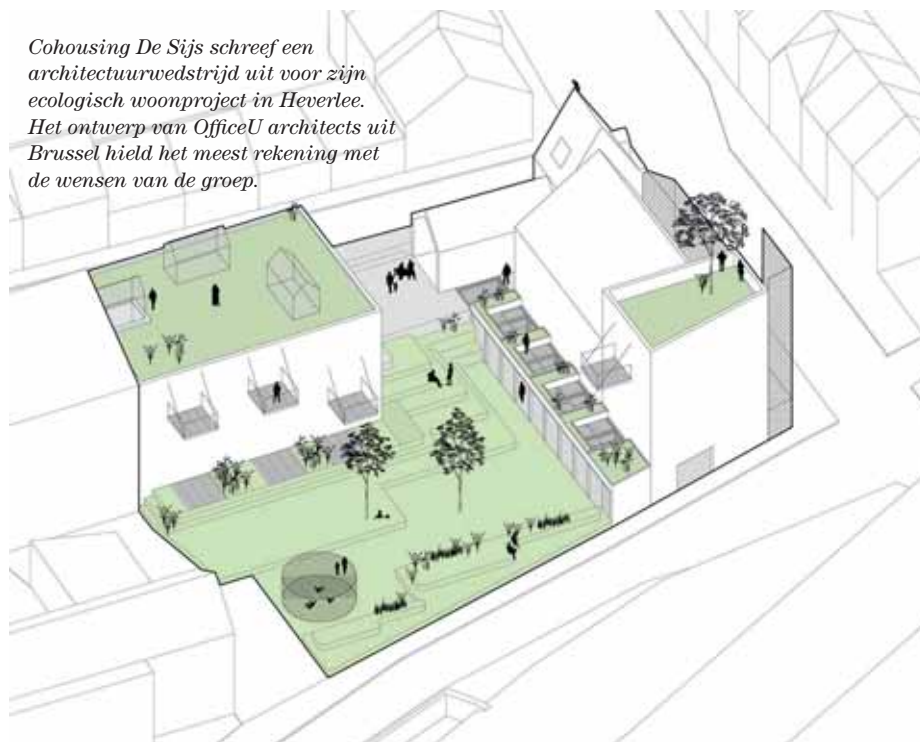 Cohousing De Sijs schreef een
architectuurwedstrijd uit voor zijn
ecologisch woonproject in Heverlee.
Het ontwerp van OfficeU architects uit
Brussel hield het meest rekening met
de wensen van de groep.